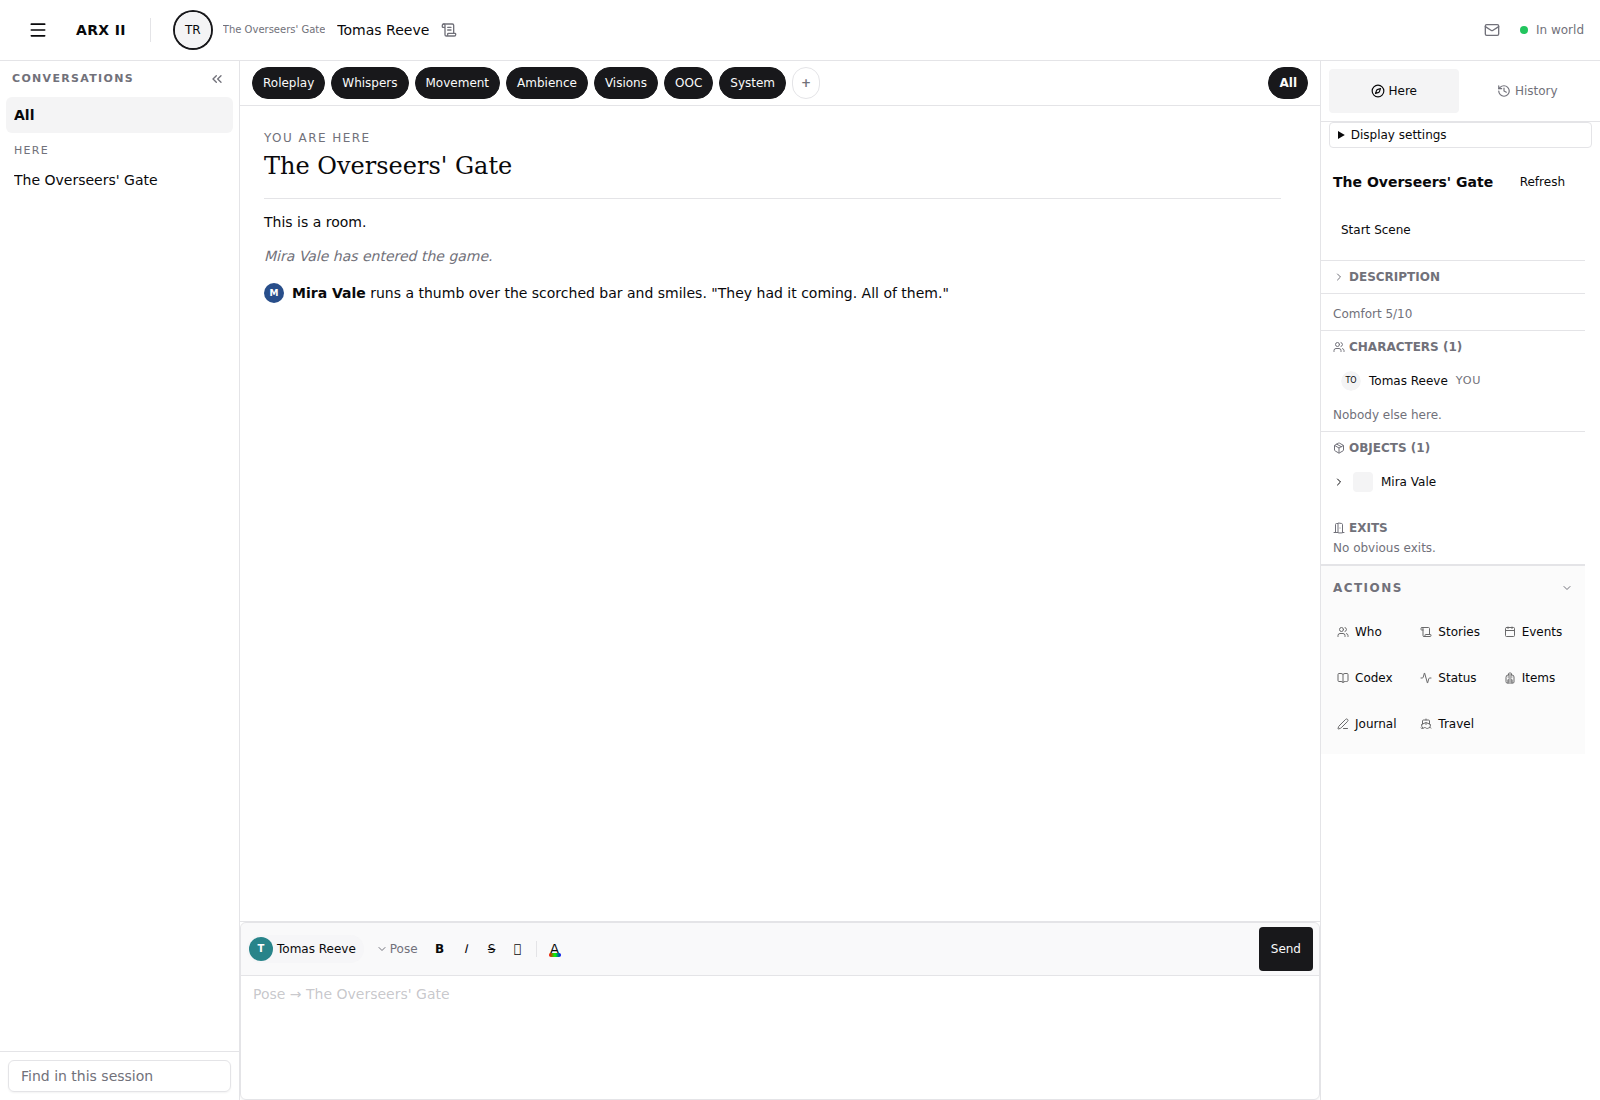 ARX II
TR
The Overseers' Gate
Tomas Reeve
In world
CONVERSATIONS
All
HERE
The Overseers' Gate
Find in this session
Roleplay
Whispers
Movement
Ambience
Visions
OOC
System
+
All
YOU ARE HERE
The Overseers' Gate
This is a room.
Mira Vale has entered the game.
M
Mira Vale runs a thumb over the scorched bar and smiles. "They had it coming. All of them."
T
Tomas Reeve
Pose
B
I
S
A
Send
Pose → The Overseers' Gate
Here
History
Display settings
The Overseers' Gate
Refresh
Start Scene
DESCRIPTION
Comfort 5/10
CHARACTERS (1)
TO
Tomas Reeve YOU
Nobody else here.
OBJECTS (1)
Mira Vale
EXITS
No obvious exits.
ACTIONS
Who
Stories
Events
Codex
Status
Items
Journal
Travel